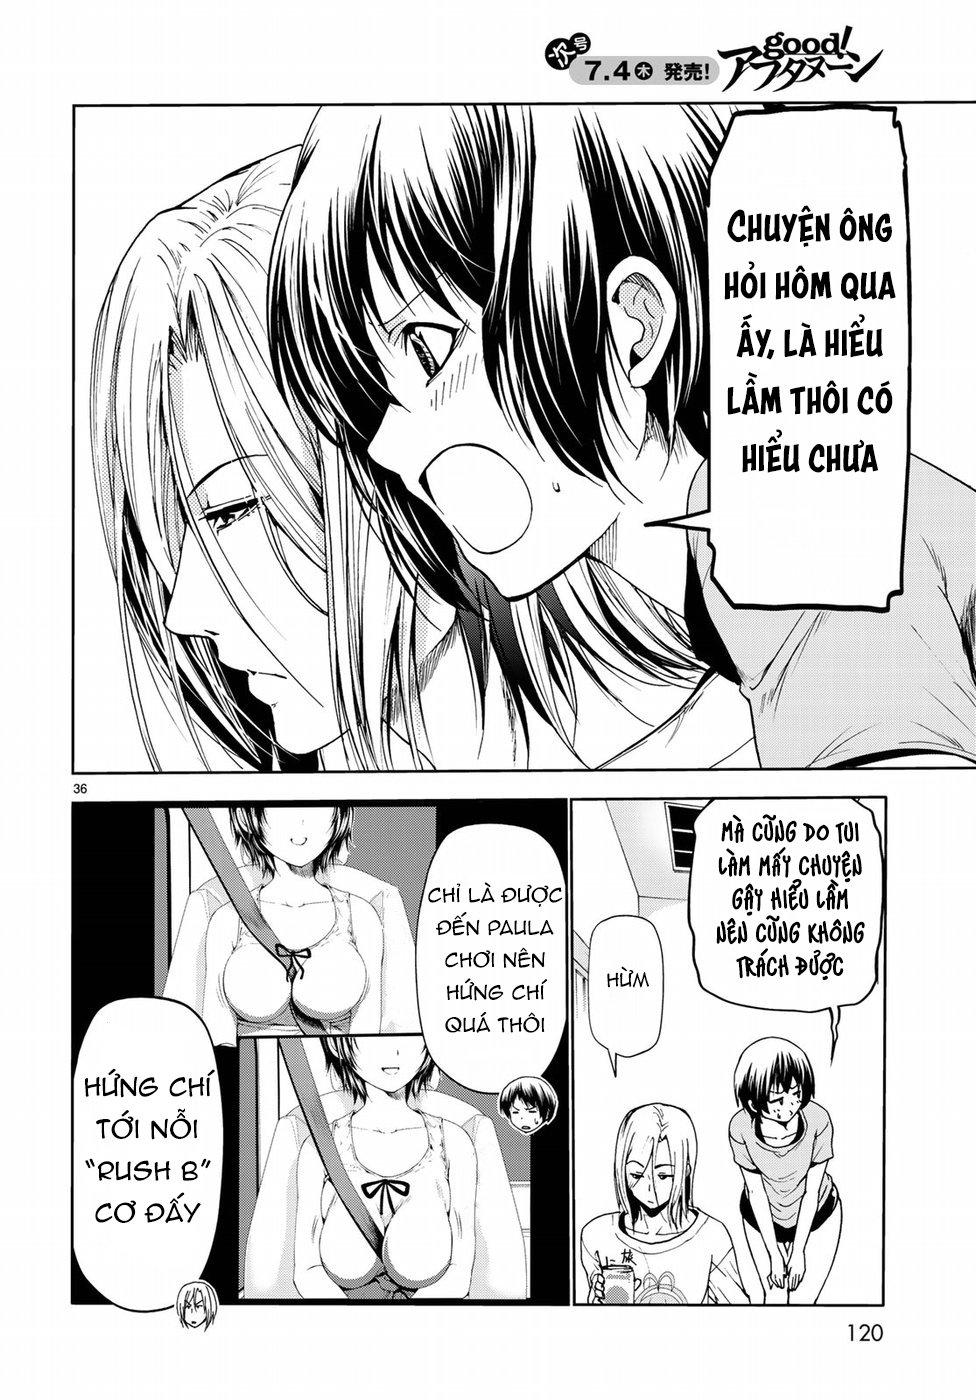 次号
7.4木 発売!
good!
アフタヌーン
CHUYỆN ÔNG
HỎI HÔM QUA
ẤY, LÀ HIỂU
LẦM THÔI CÓ
HIỂU CHƯA
36
MÀ CŨNG DO TUI
LÀM MẤY CHUYỆN
GẬY HIỂU LẦM
NÊN CŨNG KHÔNG
TRÁCH ĐƯỢC
HỪM
旅
CHỈ LÀ ĐƯỢC
ĐẾN PAULA
CHƠI NÊN
HỨNG CHÍ
QUÁ THÔI
HỨNG CHÍ
TỚI NỖI
“RUSH B”
CƠ ĐẤY
120